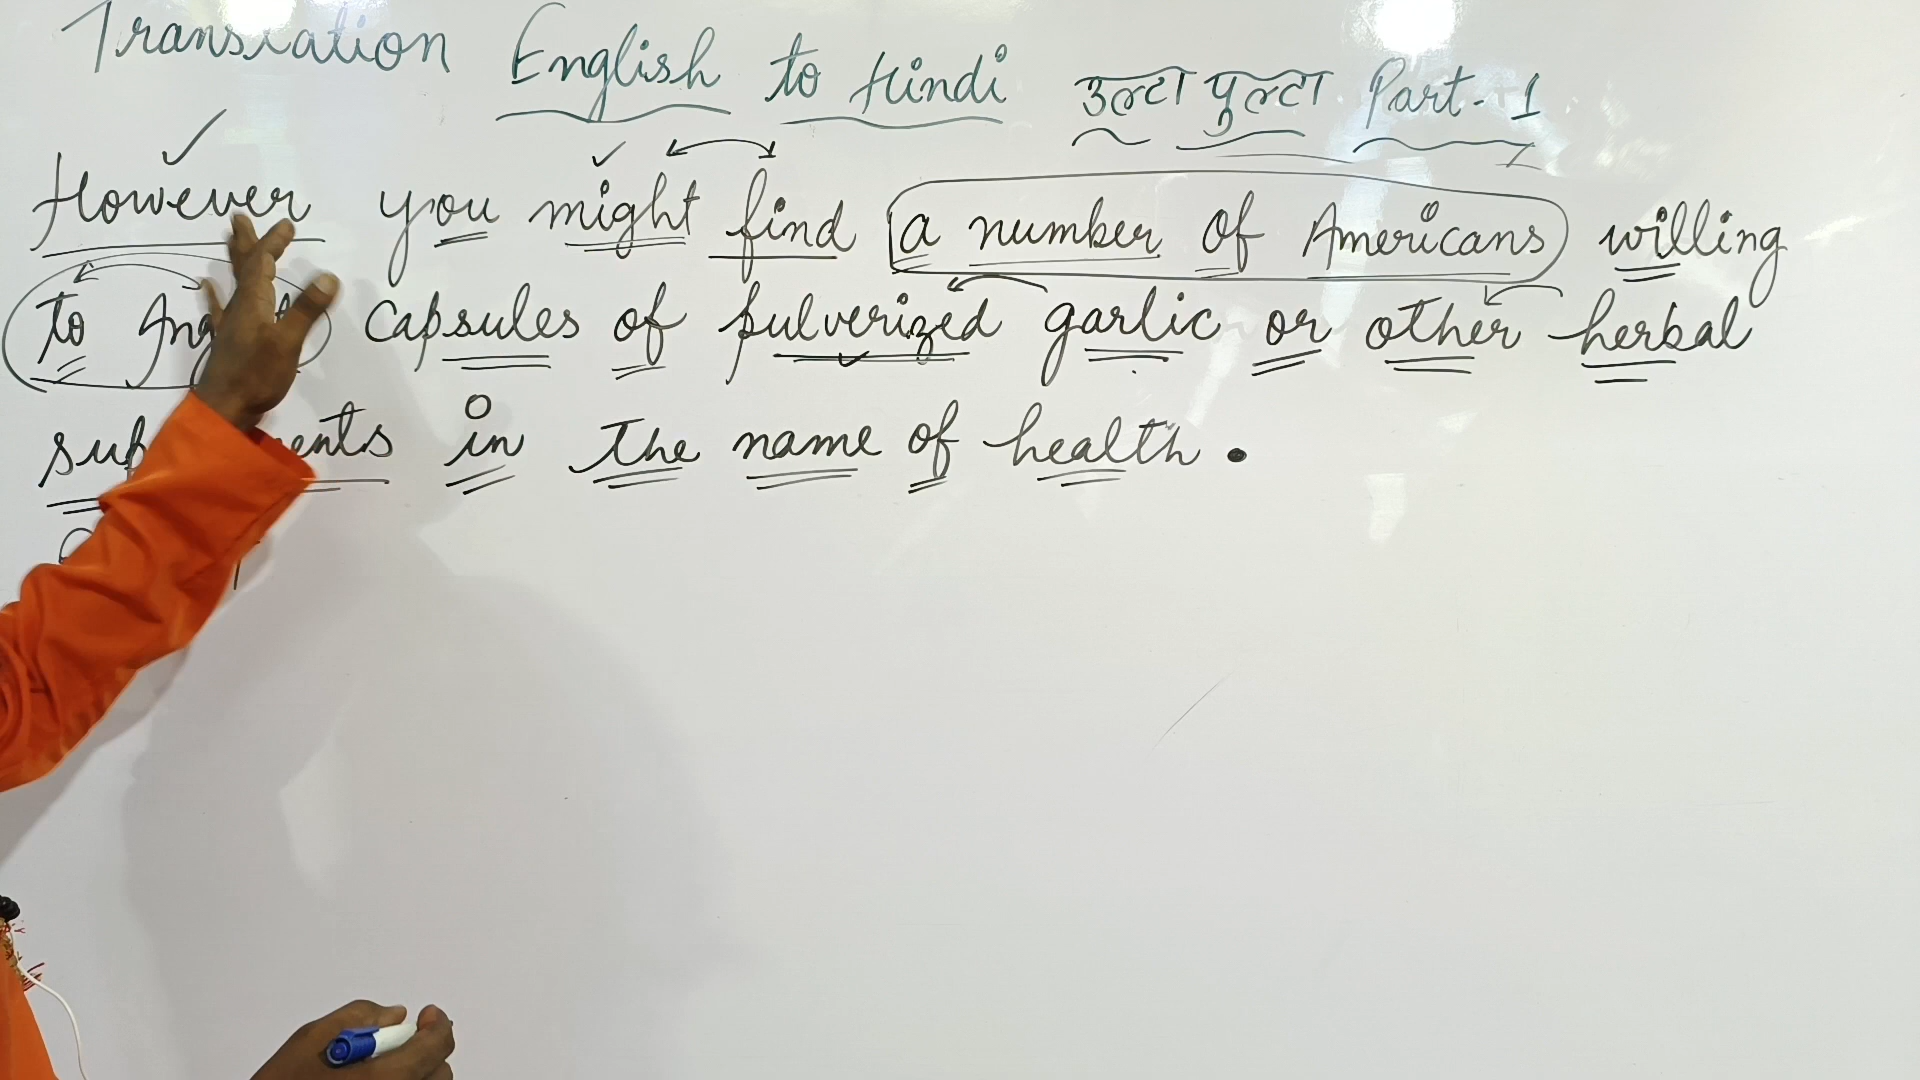 Translation English to Hindi उल्टा पुल्टा Part-1
However you might find a number of Americans willing
to capsules of pulverized garlic or other herbal
in the name of health.